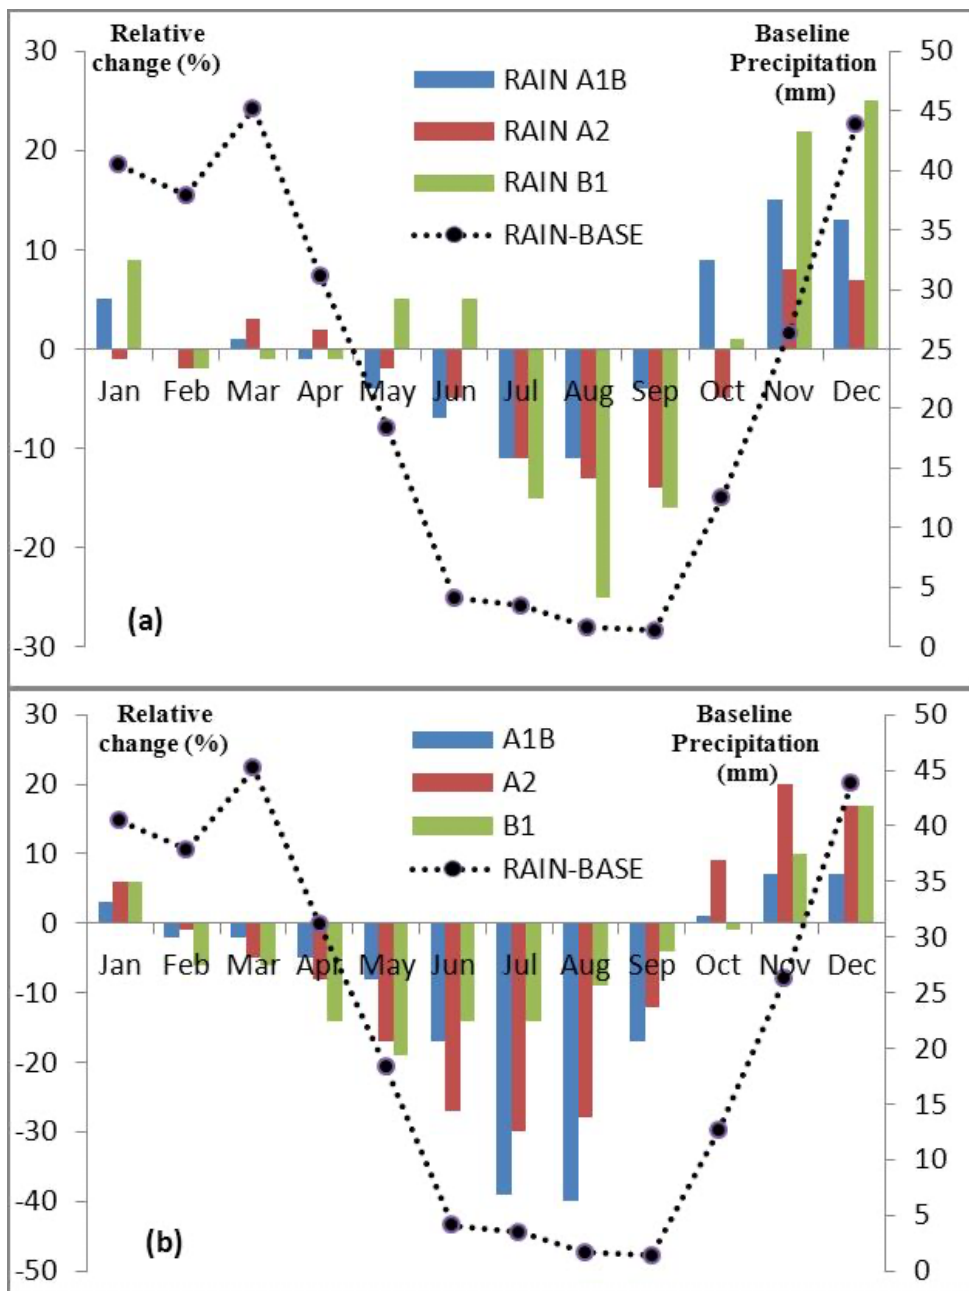 Relative
change (%)
Baseline
Precipitation
(mm)
30
20
10
0
-10
-20
-30
RAIN A1B
RAIN A2
RAIN B1
RAIN-BASE
50
45
40
35
30
25
20
15
10
5
0
Jan Feb Mar Apr May Jun Jul Aug Sep Oct Nov Dec
(a)
Relative
change (%)
Baseline
Precipitation
(mm)
30
20
10
0
-10
-20
-30
-40
-50
A1B
A2
B1
RAIN-BASE
50
45
40
35
30
25
20
15
10
5
0
Jan Feb Mar Apr May Jun Jul Aug Sep Oct Nov Dec
(b)